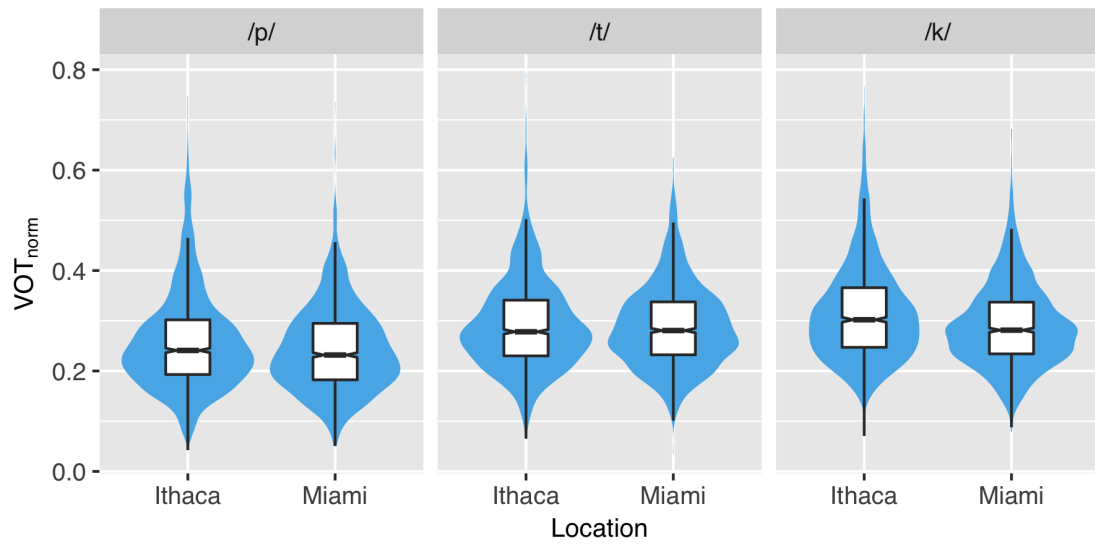 /p/ /t/ /k/
0.8
0.6
0.4
0.2
0.0
VOTnorm
Ithaca Miami Ithaca Miami Ithaca Miami
Location